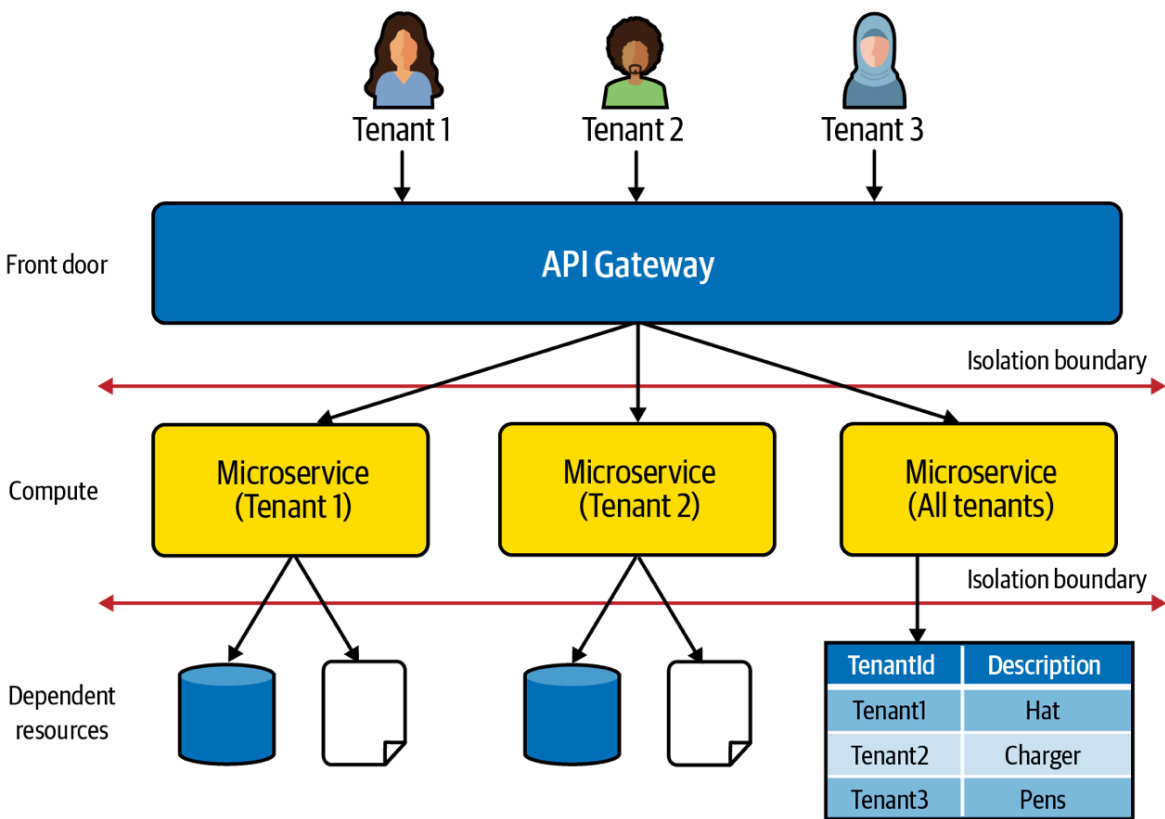 Tenant 1
Tenant 2
Tenant 3
Front door
API Gateway
Isolation boundary
Compute
Microservice
(Tenant 1)
Microservice
(Tenant 2)
Microservice
(All tenants)
Isolation boundary
Dependent
resources
TenantId Description
Tenant1 Hat
Tenant2 Charger
Tenant3 Pens